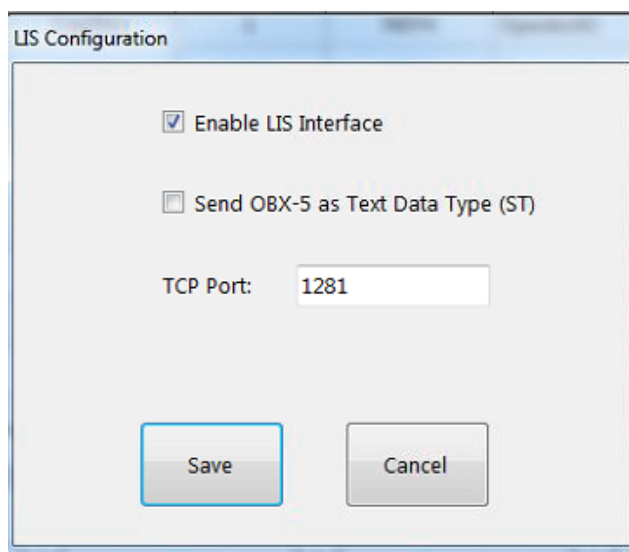 LIS Configuration
Enable LIS Interface
Send OBX-5 as Text Data Type (ST)
TCP Port: 1281
Save Cancel